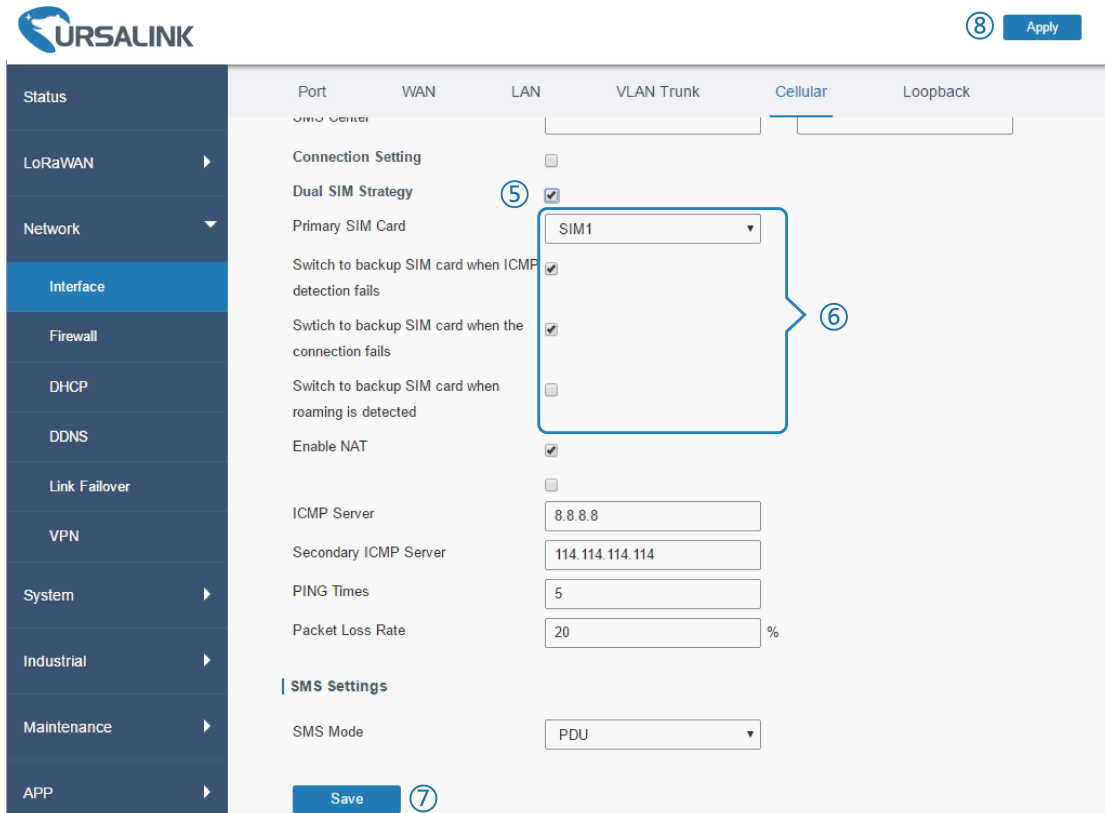 URSALINK
⑧ Apply
Status
LoRaWAN
Network
Interface
Firewall
DHCP
DDNS
Link Failover
VPN
System
Industrial
Maintenance
APP
Port WAN LAN VLAN Trunk Cellular Loopback
SMS Center
Connection Setting
Dual SIM Strategy ⑤
Primary SIM Card SIM1
Switch to backup SIM card when ICMP
detection fails
Swtich to backup SIM card when the
connection fails
⑥
Switch to backup SIM card when
roaming is detected
Enable NAT
ICMP Server 8.8.8.8
Secondary ICMP Server 114.114.114.114
PING Times 5
Packet Loss Rate 20 %
SMS Settings
SMS Mode PDU
Save ⑦